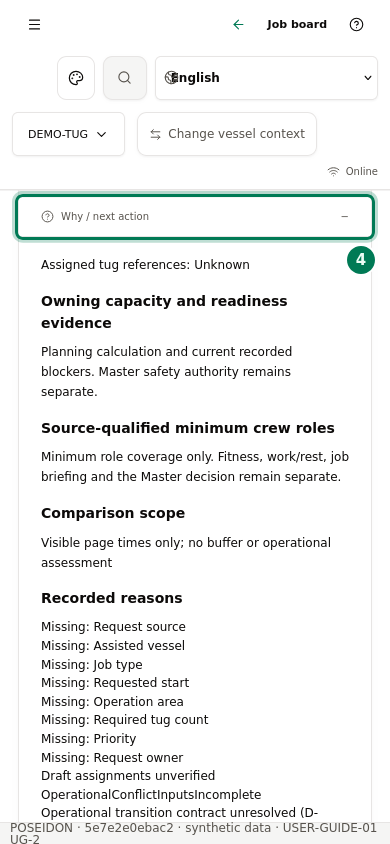 Job board
English
DEMO-TUG
Change vessel context
Online
Why / next action
4
Assigned tug references: Unknown
Owning capacity and readiness
evidence
Planning calculation and current recorded
blockers. Master safety authority remains
separate.
Source-qualified minimum crew roles
Minimum role coverage only. Fitness, work/rest, job
briefing and the Master decision remain separate.
Comparison scope
Visible page times only; no buffer or operational
assessment
Recorded reasons
Missing: Request source
Missing: Assisted vessel
Missing: Job type
Missing: Requested start
Missing: Operation area
Missing: Required tug count
Missing: Priority
Missing: Request owner
Draft assignments unverified
OperationalConflictInputsIncomplete
Operational transition contract unresolved (D-
POSEIDON · 5e7e2e0ebac2 · synthetic data · USER-GUIDE-01
UG-2